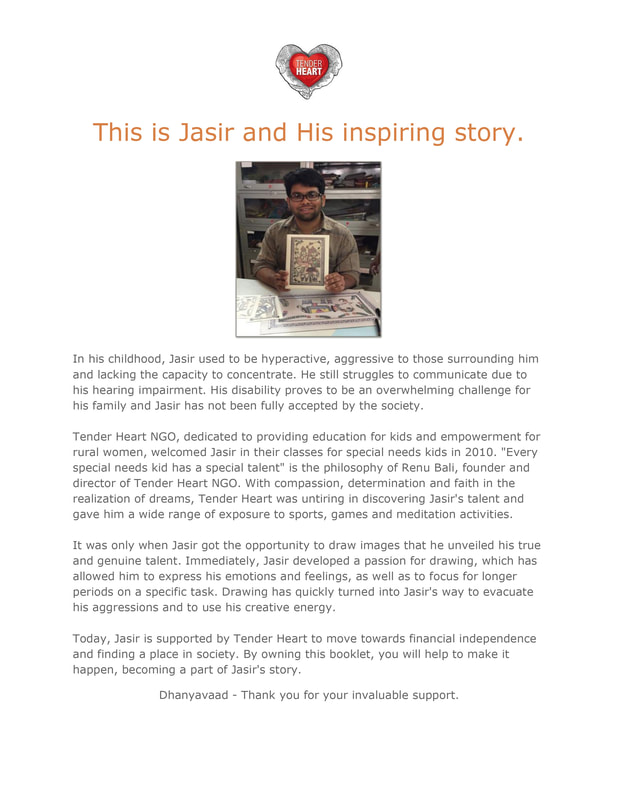 TENDER
HEART
This is Jasir and His inspiring story.
In his childhood, Jasir used to be hyperactive, aggressive to those surrounding him
and lacking the capacity to concentrate. He still struggles to communicate due to
his hearing impairment. His disability proves to be an overwhelming challenge for
his family and Jasir has not been fully accepted by the society.
Tender Heart NGO, dedicated to providing education for kids and empowerment for
rural women, welcomed Jasir in their classes for special needs kids in 2010. "Every
special needs kid has a special talent" is the philosophy of Renu Bali, founder and
director of Tender Heart NGO. With compassion, determination and faith in the
realization of dreams, Tender Heart was untiring in discovering Jasir's talent and
gave him a wide range of exposure to sports, games and meditation activities.
It was only when Jasir got the opportunity to draw images that he unveiled his true
and genuine talent. Immediately, Jasir developed a passion for drawing, which has
allowed him to express his emotions and feelings, as well as to focus for longer
periods on a specific task. Drawing has quickly turned into Jasir's way to evacuate
his aggressions and to use his creative energy.
Today, Jasir is supported by Tender Heart to move towards financial independence
and finding a place in society. By owning this booklet, you will help to make it
happen, becoming a part of Jasir's story.
Dhanyavaad - Thank you for your invaluable support.